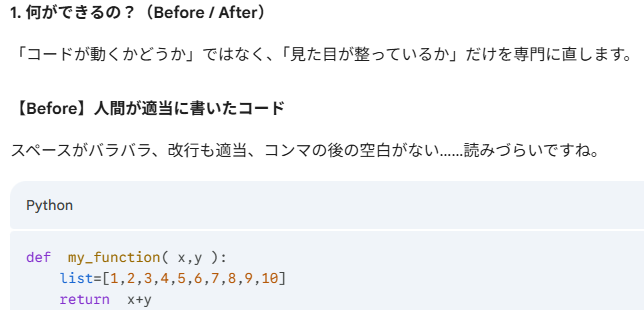 1. 何ができるの？（Before / After）
「コードが動くかどうか」ではなく、「見た目が整っているか」だけを専門に直します。
【Before】人間が適当に書いたコード
スペースがバラバラ、改行も適当、コンマの後の空白がない……読みづらいですね。
Python
def  my_function( x,y ):
    list=[1,2,3,4,5,6,7,8,9,10]
    return  x+y